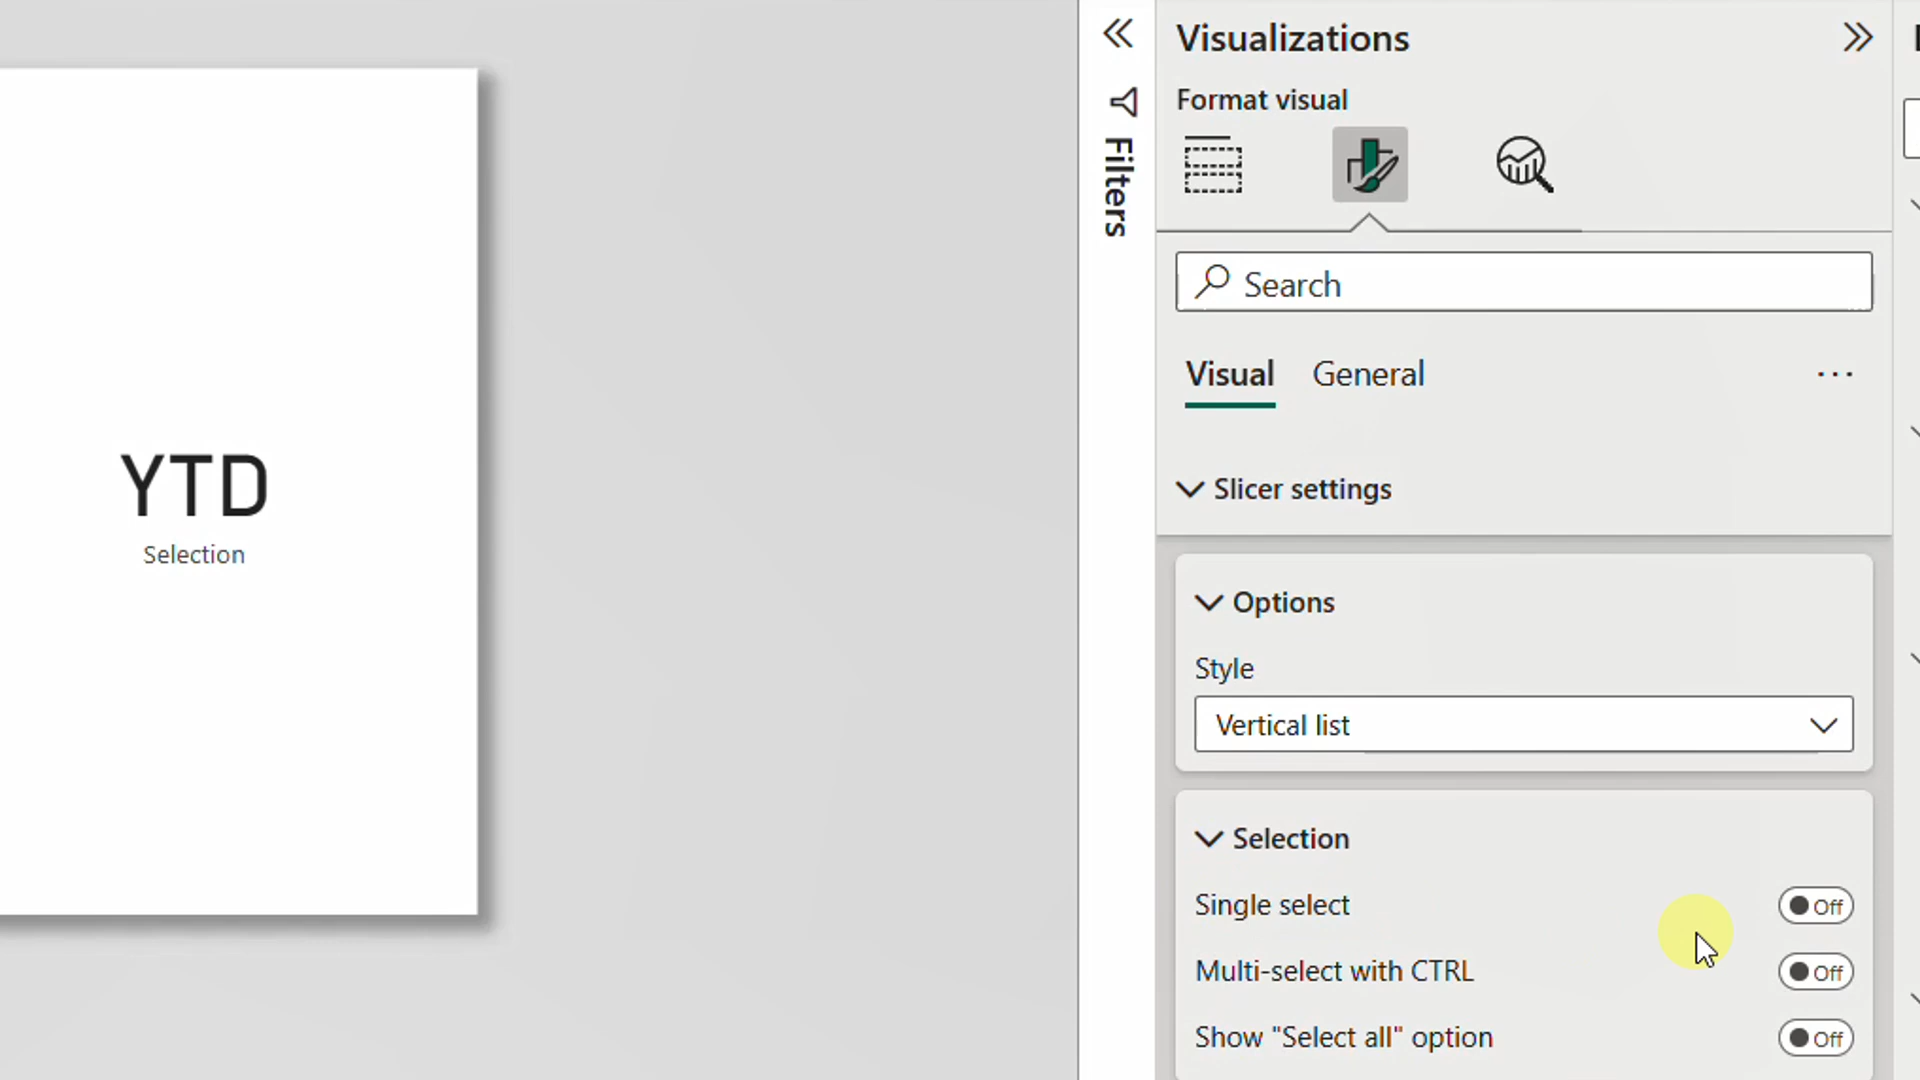 YTD
Selection
Filters
Visualizations
Format visual
Search
Visual General
Slicer settings
Options
Style
Vertical list
Selection
Single select Off
Multi-select with CTRL Off
Show "Select all" option Off